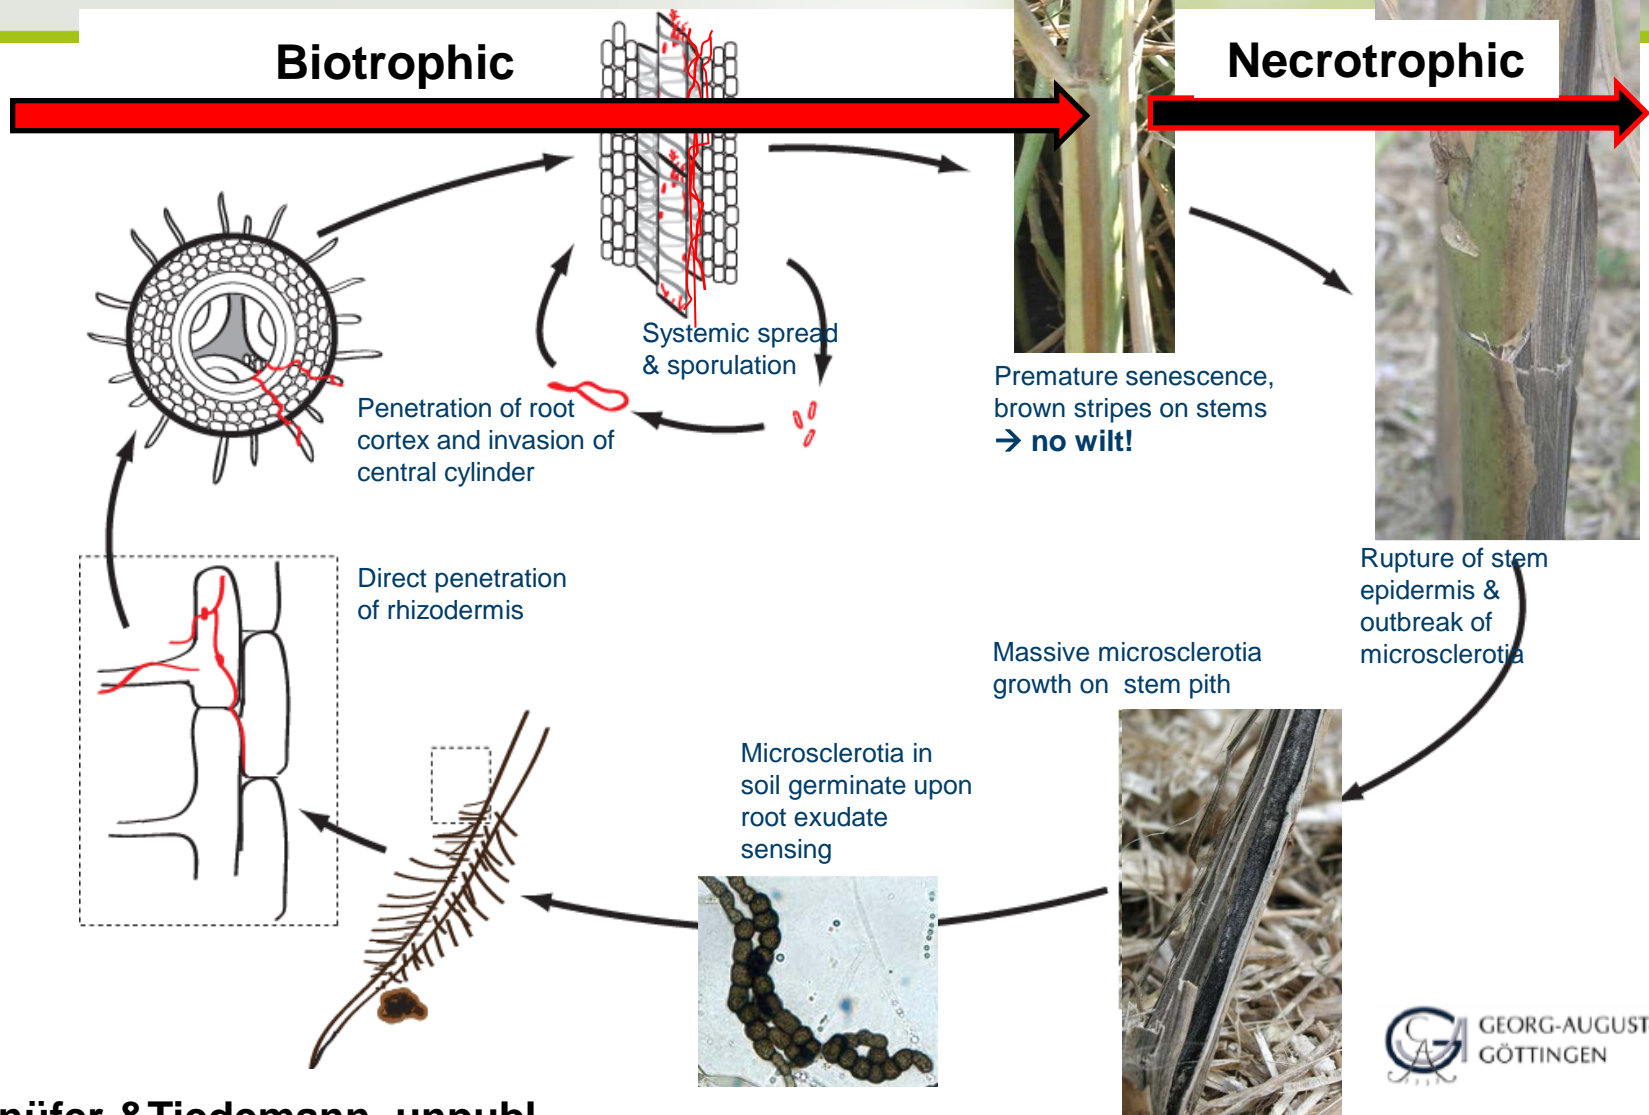 Biotrophic
Necrotrophic
Systemic spread
& sporulation
Premature senescence,
brown stripes on stems
→ no wilt!
Penetration of root
cortex and invasion of
central cylinder
Direct penetration
of rhizodermis
Rupture of stem
epidermis &
outbreak of
microsclerotia
Massive microsclerotia
growth on stem pith
Microsclerotia in
soil germinate upon
root exudate
sensing
GEORG-AUGUST
GÖTTINGEN
& Tiedemann, unpubl